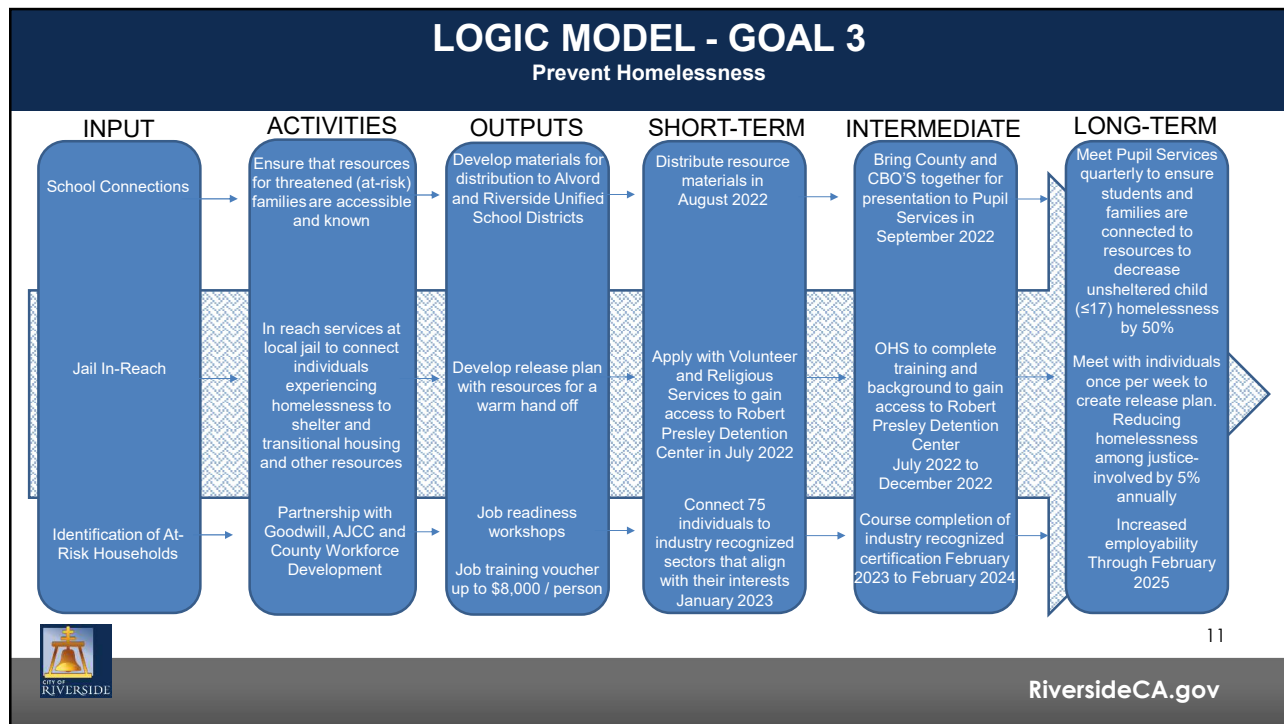 LOGIC MODEL - GOAL 3
Prevent Homelessness
INPUT
ACTIVITIES
OUTPUTS
SHORT-TERM
INTERMEDIATE
LONG-TERM
School Connections
Ensure that resources
for threatened (at-risk)
families are accessible
and known
Develop materials for
distribution to Alvord
and Riverside Unified
School Districts
Distribute resource
materials in
August 2022
Bring County and
CBO'S together for
presentation to Pupil
Services in
September 2022
Meet Pupil Services
quarterly to ensure
students and
families are
connected to
resources to
decrease
unsheltered child
(≤17) homelessness
by 50%
Jail In-Reach
In reach services at
local jail to connect
individuals
experiencing
homelessness to
shelter and
transitional housing
and other resources
Develop release plan
with resources for a
warm hand off
Apply with Volunteer
and Religious
Services to gain
access to Robert
Presley Detention
Center in July 2022
OHS to complete
training and
background to gain
access to Robert
Presley Detention
Center
July 2022 to
December 2022
Meet with individuals
once per week to
create release plan.
Reducing
homelessness
among justice-
involved by 5%
annually
Identification of At-
Risk Households
Partnership with
Goodwill, AJCC and
County Workforce
Development
Job readiness
workshops
Job training voucher
up to $8,000 / person
Connect 75
individuals to
industry recognized
sectors that align
with their interests
January 2023
Course completion of
industry recognized
certification February
2023 to February 2024
Increased
employability
Through February
2025
11
CITY OF
RIVERSIDE
RiversideCA.gov